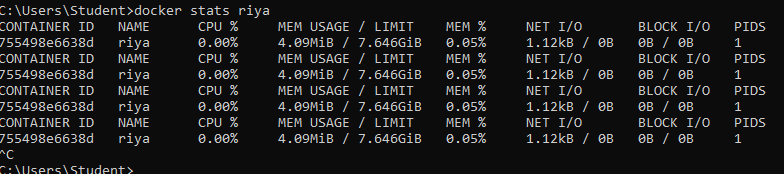 C:\Users\Student>docker stats riya
CONTAINER ID   NAME      CPU %     MEM USAGE / LIMIT     MEM %     NET I/O       BLOCK I/O   PIDS
755498e6638d   riya      0.00%     4.09MiB / 7.646GiB    0.05%     1.12kB / 0B   0B / 0B     1
CONTAINER ID   NAME      CPU %     MEM USAGE / LIMIT     MEM %     NET I/O       BLOCK I/O   PIDS
755498e6638d   riya      0.00%     4.09MiB / 7.646GiB    0.05%     1.12kB / 0B   0B / 0B     1
CONTAINER ID   NAME      CPU %     MEM USAGE / LIMIT     MEM %     NET I/O       BLOCK I/O   PIDS
755498e6638d   riya      0.00%     4.09MiB / 7.646GiB    0.05%     1.12kB / 0B   0B / 0B     1
CONTAINER ID   NAME      CPU %     MEM USAGE / LIMIT     MEM %     NET I/O       BLOCK I/O   PIDS
755498e6638d   riya      0.00%     4.09MiB / 7.646GiB    0.05%     1.12kB / 0B   0B / 0B     1
^C
C:\Users\Student>